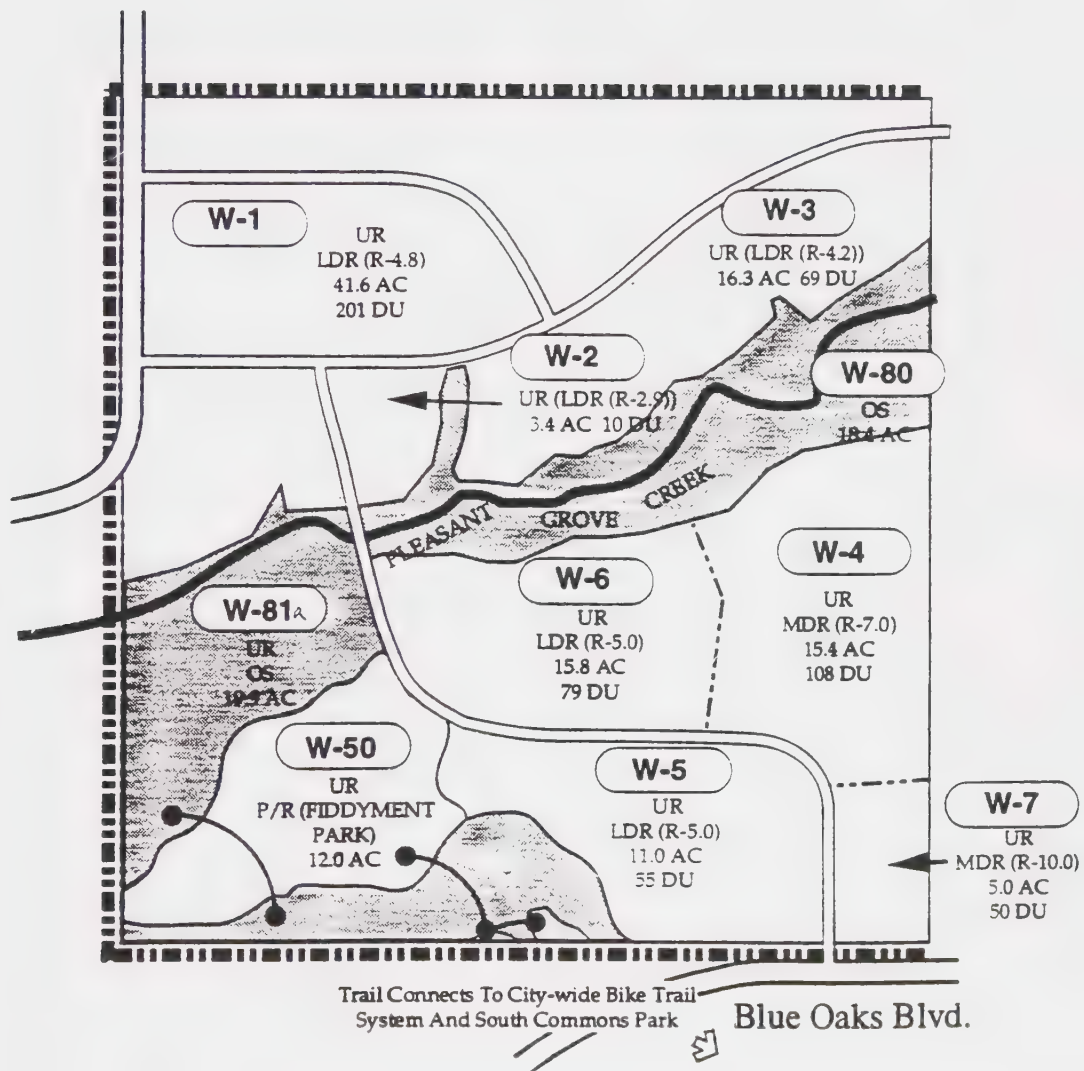 W-1
UR
LDR (R-4.8)
41.6 AC
201 DU
W-3
UR (LDR (R-4.2))
16.3 AC 69 DU
W-2
UR (LDR (R-2.9))
3.4 AC 10 DU
W-80
OS
18.4 AC
PLEASANT GROVE CREEK
W-81a
UR
OS
AC
W-6
UR
LDR (R-5.0)
15.8 AC
79 DU
W-4
UR
MDR (R-7.0)
15.4 AC
108 DU
W-50
UR
P/R (FIDDYMENT
PARK)
12.0 AC
W-5
UR
LDR (R-5.0)
11.0 AC
55 DU
W-7
UR
MDR (R-10.0)
5.0 AC
50 DU
Trail Connects To City-wide Bike Trail
System And South Commons Park
Blue Oaks Blvd.